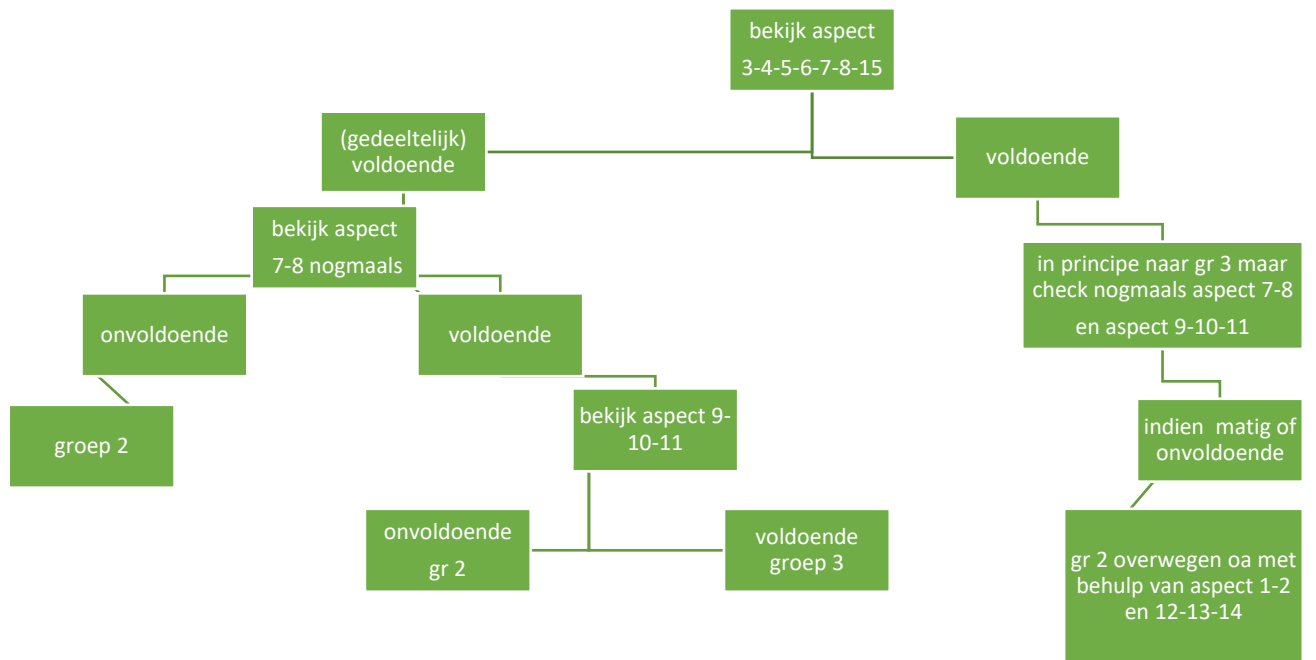 bekijk aspect
3-4-5-6-7-8-15
(gedeeltelijk)
voldoende
voldoende
bekijk aspect
7-8 nogmaals
in principe naar gr 3 maar
check nogmaals aspect 7-8
en aspect 9-10-11
onvoldoende
voldoende
bekijk aspect 9-
10-11
groep 2
indien matig of
onvoldoende
onvoldoende
gr 2
voldoende
groep 3
gr 2 overwegen oa met
behulp van aspect 1-2
en 12-13-14